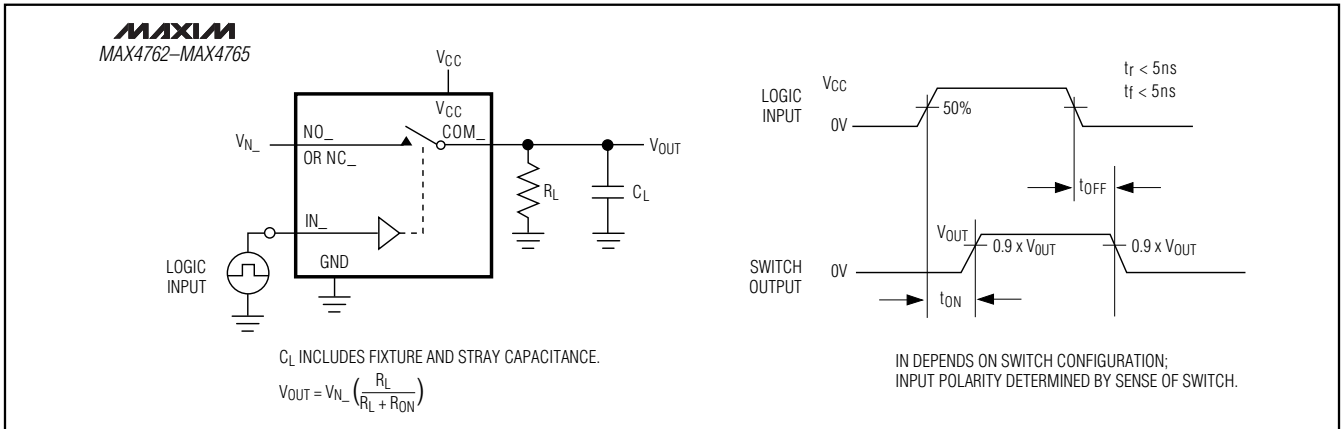 MAXIM
MAX4762–MAX4765
VCC
VCC
VN_
NO_
OR NC_
COM_
VOUT
RL
CL
IN_
GND
LOGIC
INPUT
CL INCLUDES FIXTURE AND STRAY CAPACITANCE.
VOUT = VN_ (RL / RL + RON)
LOGIC
INPUT
VCC
0V
50%
tr < 5ns
tf < 5ns
tOFF
VOUT
0.9 x VOUT
0.9 x VOUT
SWITCH
OUTPUT
0V
tON
IN DEPENDS ON SWITCH CONFIGURATION;
INPUT POLARITY DETERMINED BY SENSE OF SWITCH.